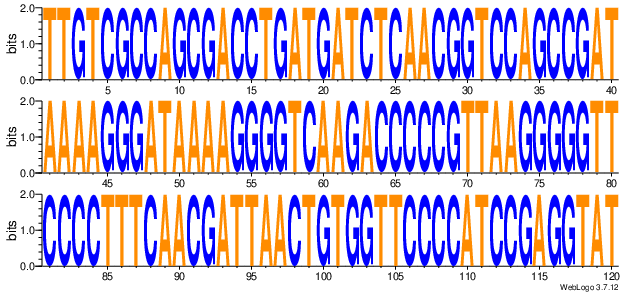 2.0
bits
1.0
0.0
TTGTCGCCAGCGACCTGATGATCTCAACGGTCCAGCCGAT
5 10 15 20 25 30 35 40
2.0
bits
1.0
0.0
AAAAGGGATAAAAGGGGTCAAGACCCCCGTTAAGGGGGTT
45 50 55 60 65 70 75 80
2.0
bits
1.0
0.0
CCCCTTTCAACGATTAACTGTGGTTCCCCATCCGAGGTAT
85 90 95 100 105 110 115 120
WebLogo 3.7.12